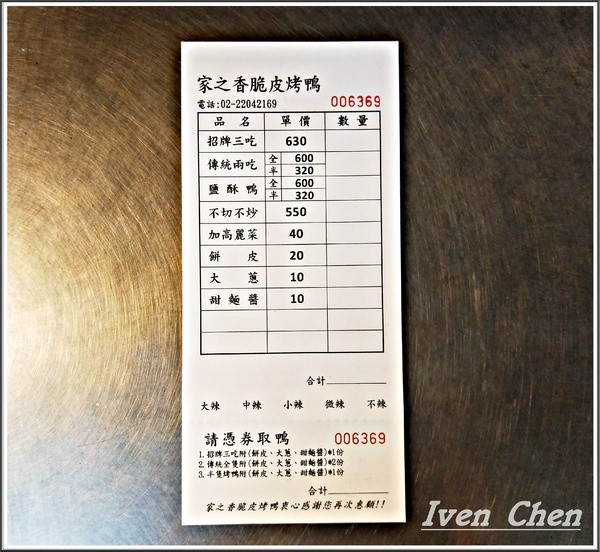 家之香脆皮烤鴨
電話:02-22042169 006369
品名 單價 數量
招牌三吃 630
傳統兩吃 全 600
半 320
鹽酥鴨 全 600
半 320
不切不炒 550
加高麗菜 40
餅皮 20
大蔥 10
甜麵醬 10
合計
大辣 中辣 小辣 微辣 不辣
請憑券取鴨 006369
1.招牌三吃附(餅皮、大蔥、甜麵醬)*1份
2.傳統全隻附(餅皮、大蔥、甜麵醬)*2份
3.半隻烤鴨附(餅皮、大蔥、甜麵醬)*1份
合計
家之香脆皮烤鴨衷心感謝您再次惠顧!!
Iven Chen